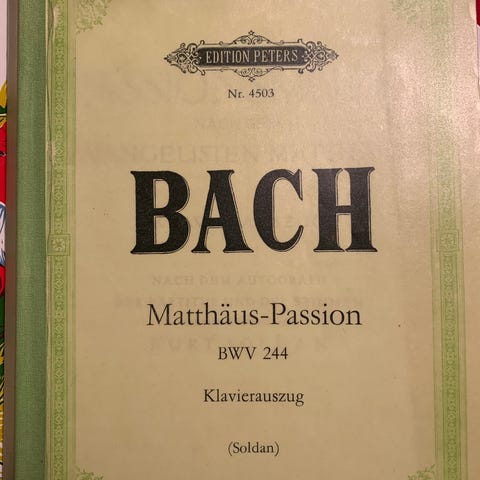 EDITION PETERS
Nr. 4503
BACH
Matthäus-Passion
BWV 244
Klavierauszug
(Soldan)